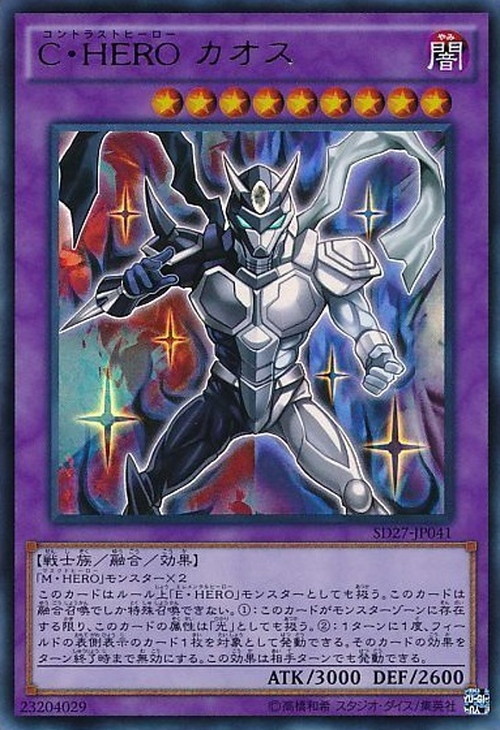 コントラストヒーロー
C・HERO カオス
やみ
闇
SD27-JP041
【戦士族/融合/効果】
「M・HERO」モンスター×2
このカードはルール上「E・HERO」モンスターとしても扱う。このカードは
融合召喚でしか特殊召喚できない。①：このカードがモンスターゾーンに存在
する限り、このカードの属性は「光」としても扱う。②：1ターンに1度、フィー
ルドの表側表示のカード1枚を対象として発動できる。そのカードの効果を
ターン終了時まで無効にする。この効果は相手ターンでも発動できる。
ATK/3000 DEF/2600
23204029
©高橋和希 スタジオ・ダイス/集英社